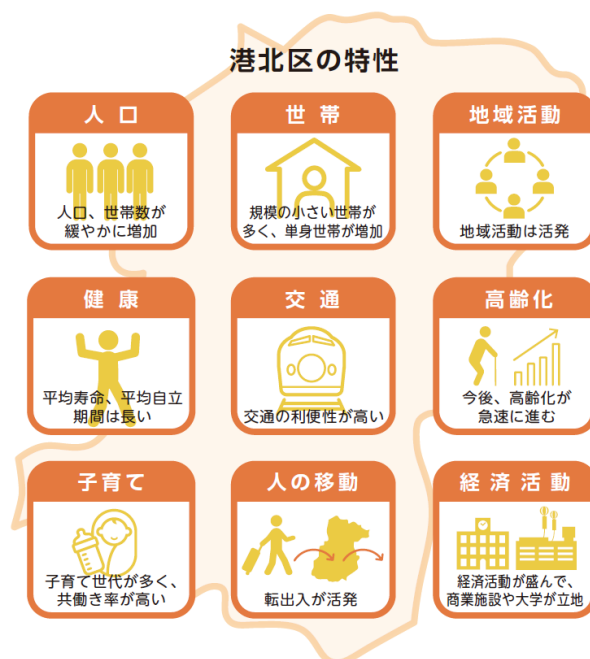 港北区の特性
人口
人口、世帯数が
緩やかに増加
世帯
規模の小さい世帯が
多く、単身世帯が増加
地域活動
地域活動は活発
健康
平均寿命、平均自立
期間は長い
交通
交通の利便性が高い
高齢化
今後、高齢化が
急速に進む
子育て
子育て世代が多く、
共働き率が高い
人の移動
転出入が活発
経済活動
経済活動が盛んで、
商業施設や大学が立地